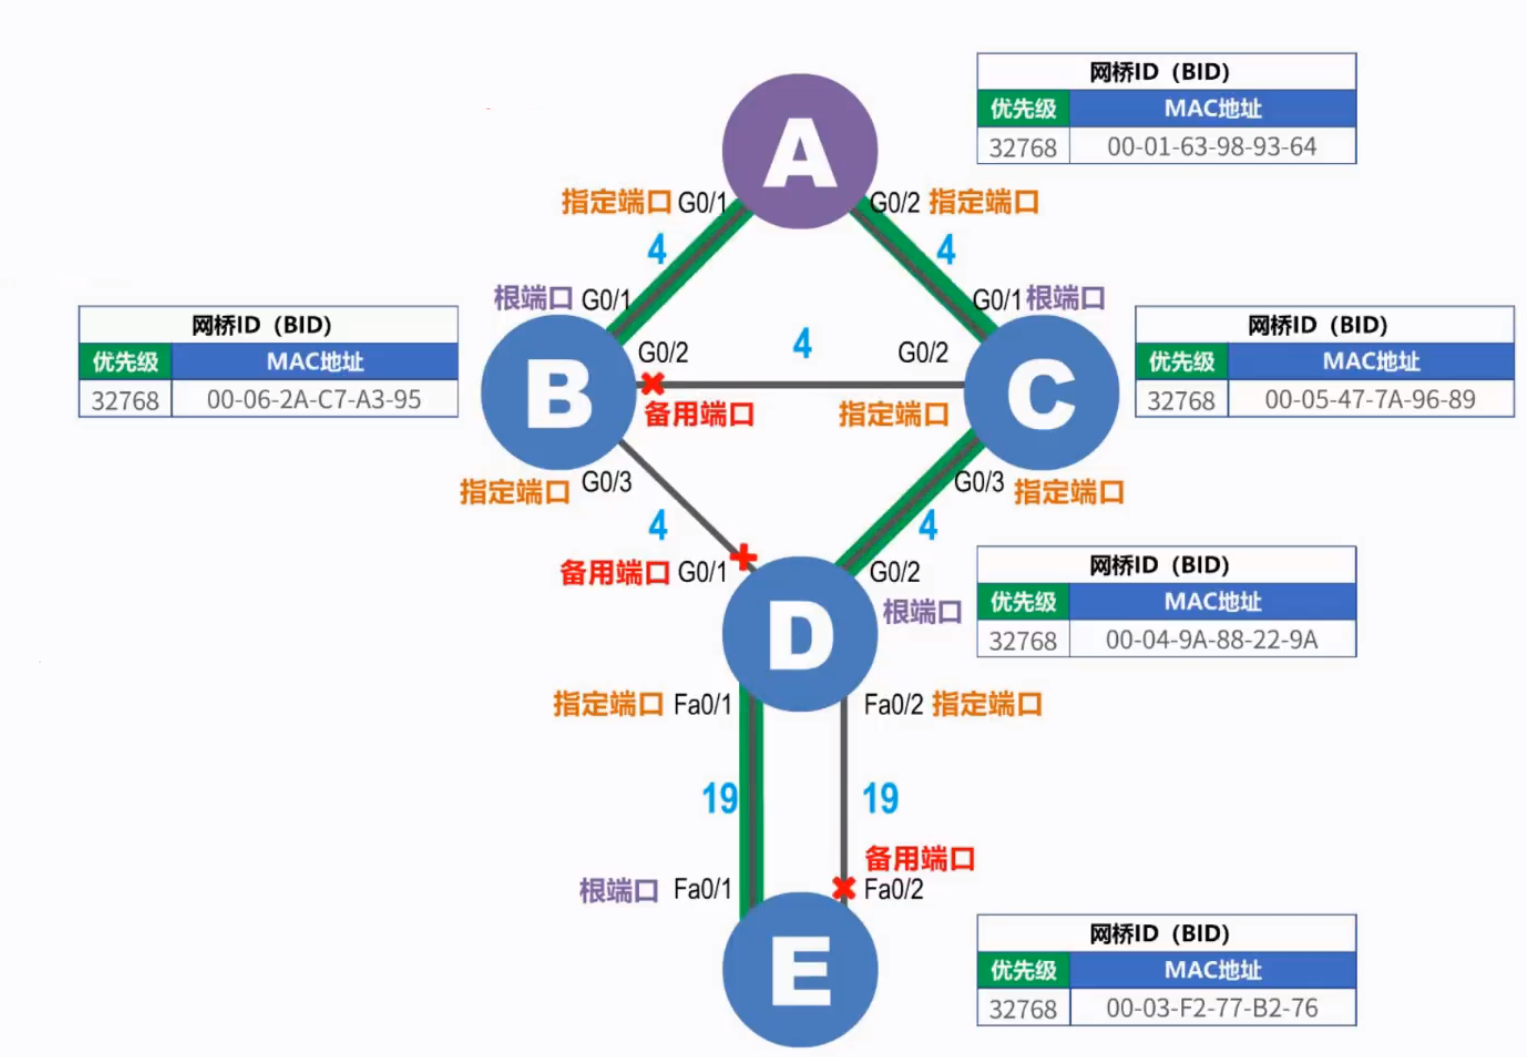 网桥ID（BID）
优先级 MAC地址
32768 00-01-63-98-93-64
A
指定端口 G0/1 G0/2 指定端口
4 4
根端口 G0/1 G0/1 根端口
网桥ID（BID）
优先级 MAC地址
32768 00-06-2A-C7-A3-95
B
G0/2 4 G0/2
备用端口 指定端口
C
网桥ID（BID）
优先级 MAC地址
32768 00-05-47-7A-96-89
指定端口 G0/3 G0/3 指定端口
4 4
备用端口 G0/1 G0/2
根端口
D
网桥ID（BID）
优先级 MAC地址
32768 00-04-9A-88-22-9A
指定端口 Fa0/1 Fa0/2 指定端口
19 19
备用端口
根端口 Fa0/1 Fa0/2
E
网桥ID（BID）
优先级 MAC地址
32768 00-03-F2-77-B2-76